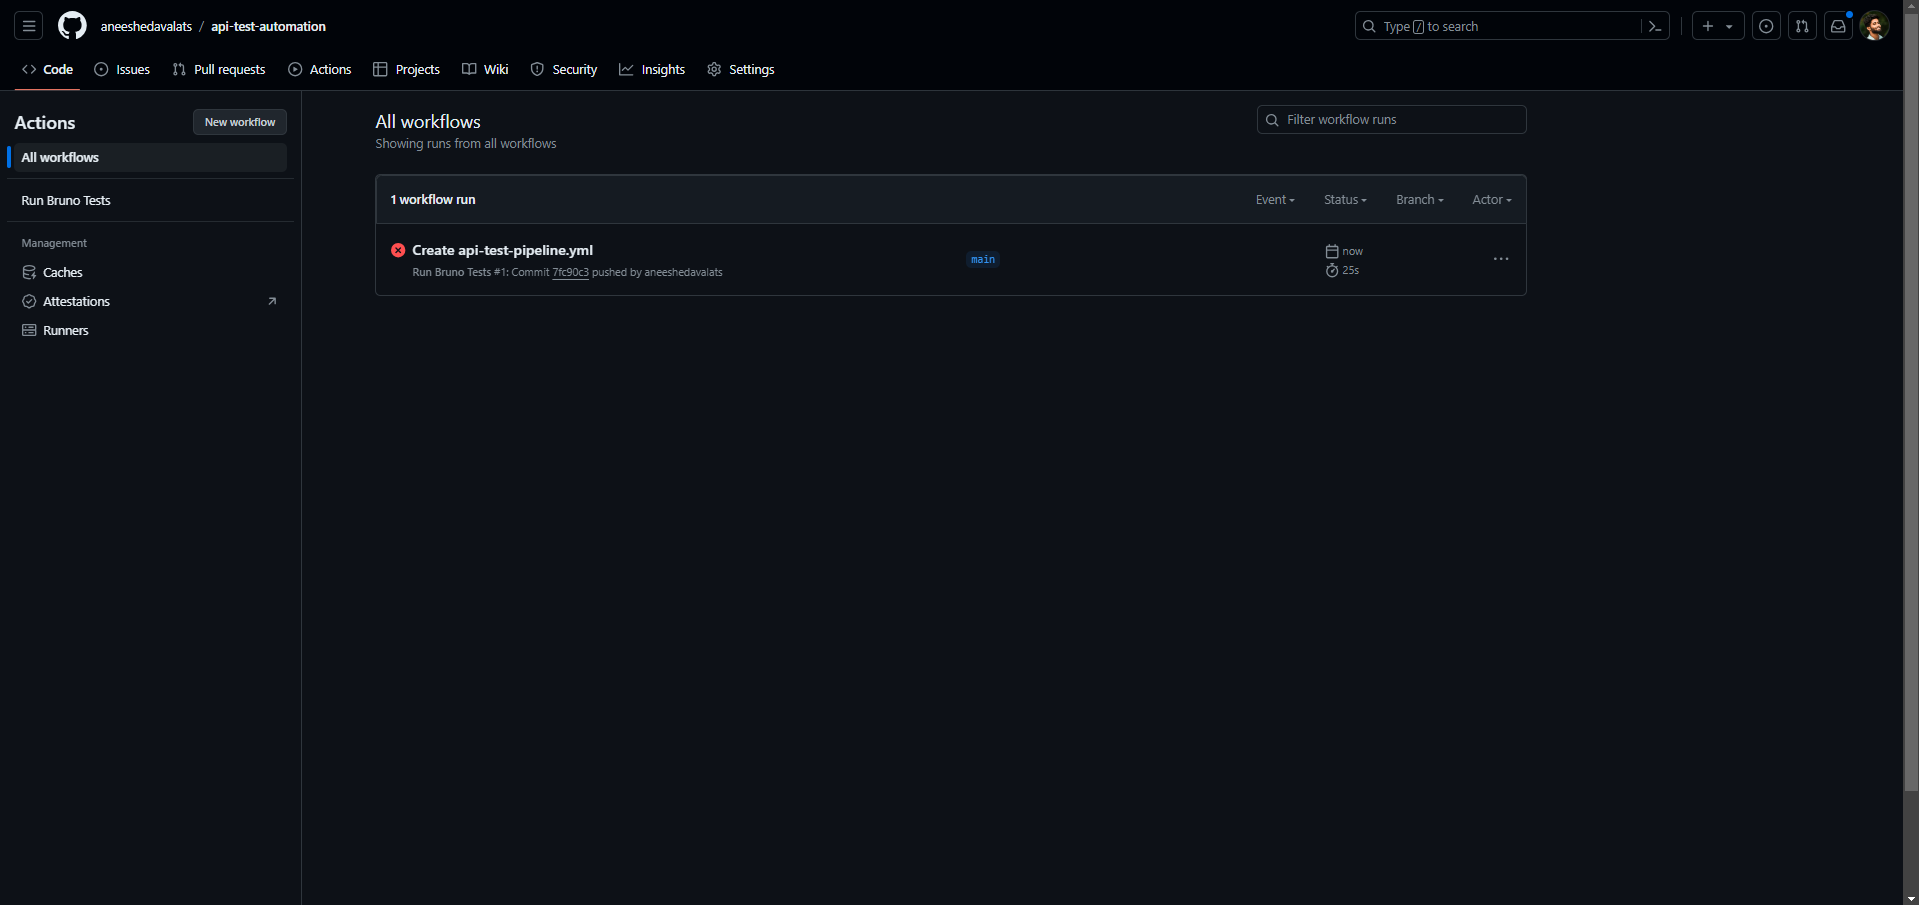 aneeshedavalats / api-test-automation
Type / to search
Code Issues Pull requests Actions Projects Wiki Security Insights Settings
Actions
New workflow
All workflows
Run Bruno Tests
Management
Caches
Attestations
Runners
All workflows
Showing runs from all workflows
Filter workflow runs
1 workflow run
Event Status Branch Actor
Create api-test-pipeline.yml
Run Bruno Tests #1: Commit 7fc90c3 pushed by aneeshedavalats
main
now
25s